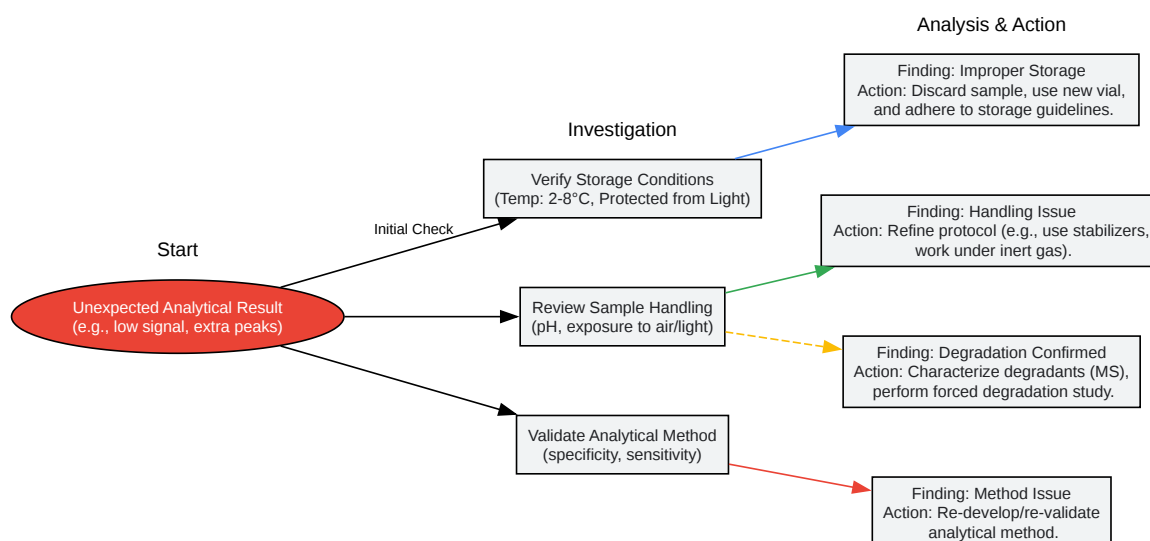 Start
Unexpected Analytical Result
(e.g., low signal, extra peaks)
Initial Check
Investigation
Verify Storage Conditions
(Temp: 2-8°C, Protected from Light)
Review Sample Handling
(pH, exposure to air/light)
Validate Analytical Method
(specificity, sensitivity)
Analysis & Action
Finding: Improper Storage
Action: Discard sample, use new vial,
and adhere to storage guidelines.
Finding: Handling Issue
Action: Refine protocol (e.g., use stabilizers,
work under inert gas).
Finding: Degradation Confirmed
Action: Characterize degradants (MS),
perform forced degradation study.
Finding: Method Issue
Action: Re-develop/re-validate
analytical method.